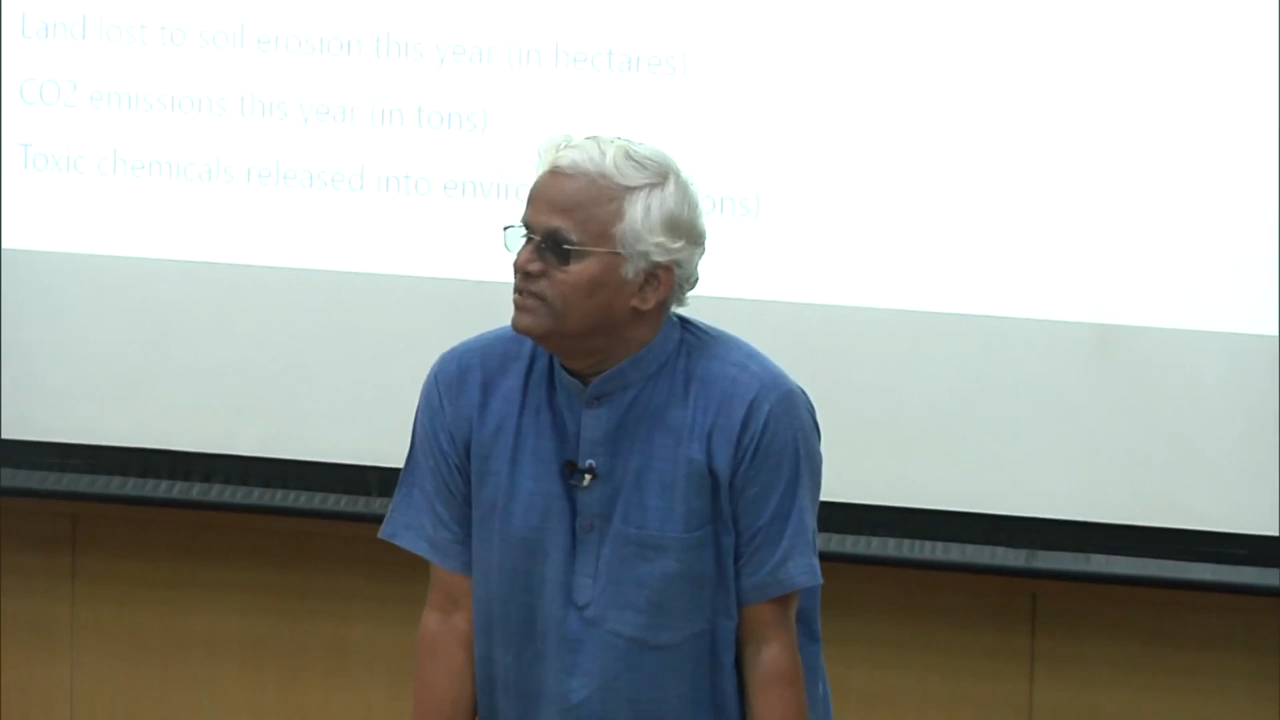 Land lost to soil erosion this year (in hectares)
CO2 emissions this year (in tons)
Toxic chemicals released into